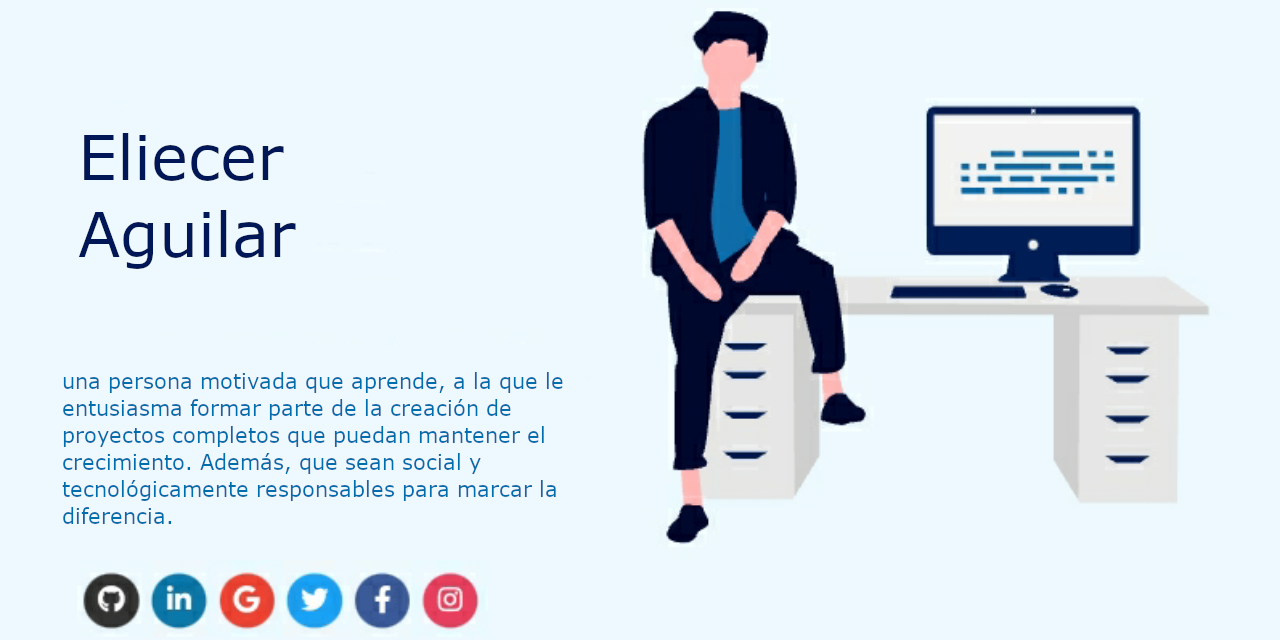 Eliecer
Aguilar
una persona motivada que aprende, a la que le
entusiasma formar parte de la creación de
proyectos completos que puedan mantener el
crecimiento. Además, que sean social y
tecnológicamente responsables para marcar la
diferencia.